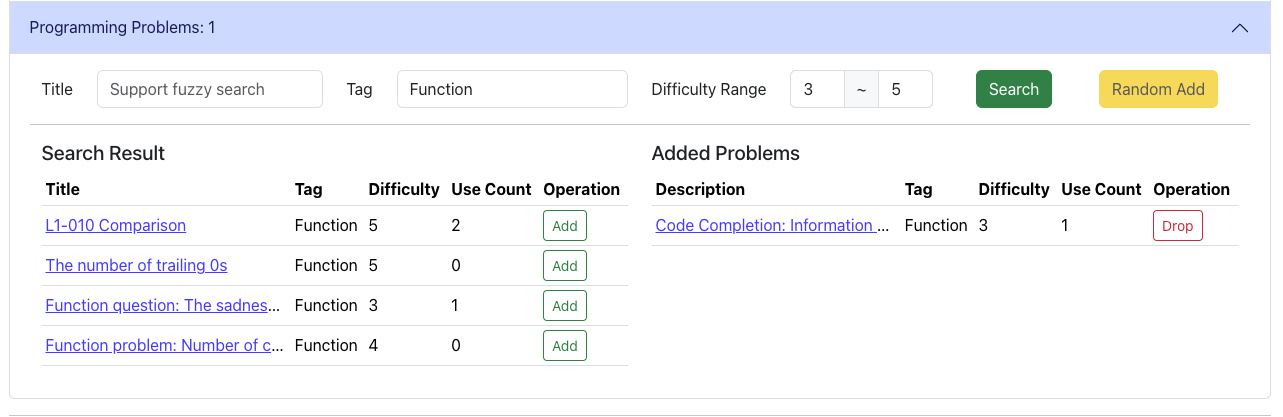 Programming Problems: 1
Title Support fuzzy search Tag Function Difficulty Range 3 ~ 5 Search Random Add
Search Result
Title Tag Difficulty Use Count Operation
L1-010 Comparison Function 5 2 Add
The number of trailing 0s Function 5 0 Add
Function question: The sadnes... Function 3 1 Add
Function problem: Number of c... Function 4 0 Add
Added Problems
Description Tag Difficulty Use Count Operation
Code Completion: Information ... Function 3 1 Drop